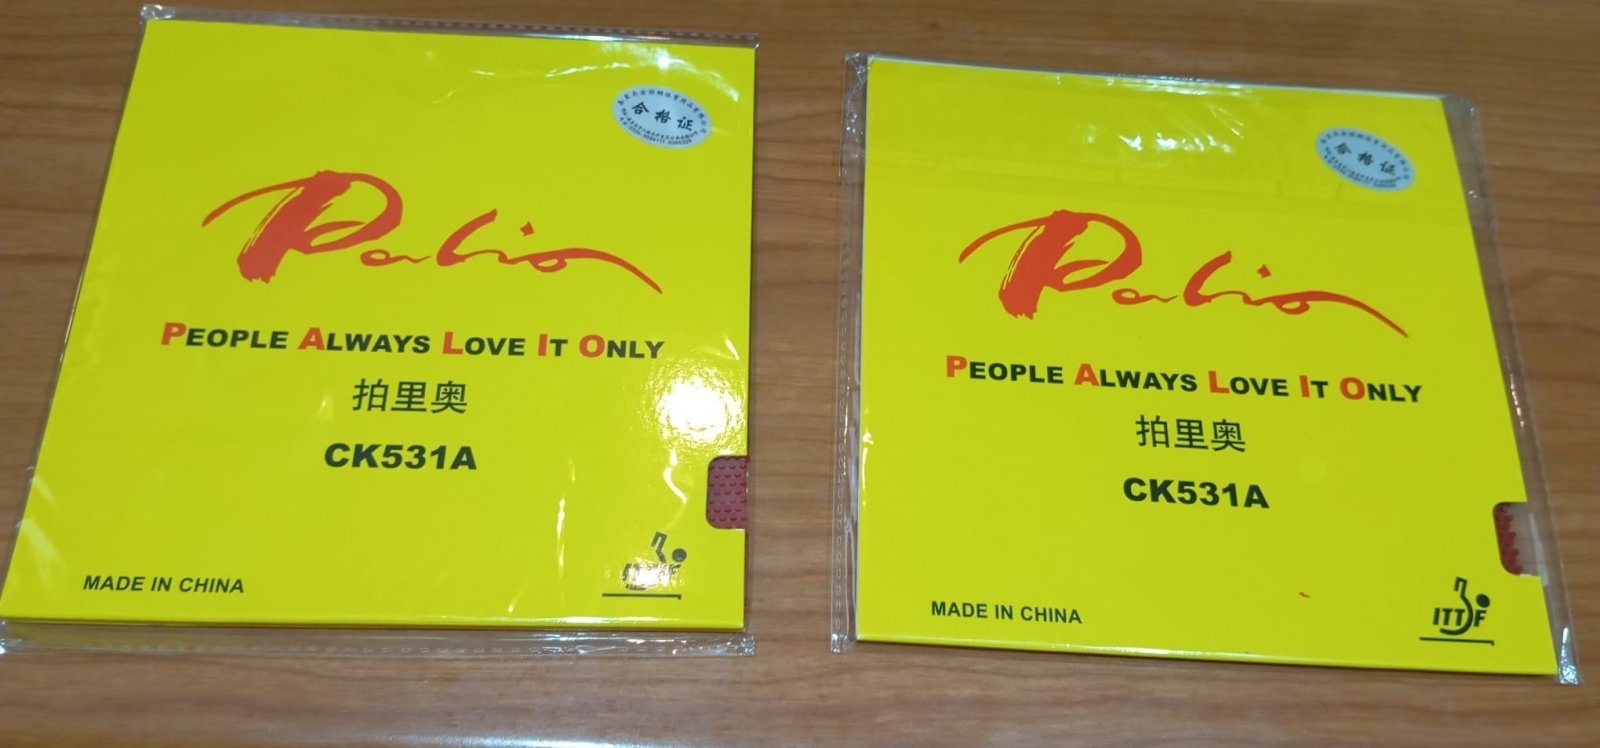 合格证
Palio
PEOPLE ALWAYS LOVE IT ONLY
拍里奥
CK531A
MADE IN CHINA
ITTF
合格证
Palio
PEOPLE ALWAYS LOVE IT ONLY
拍里奥
CK531A
MADE IN CHINA
ITTF